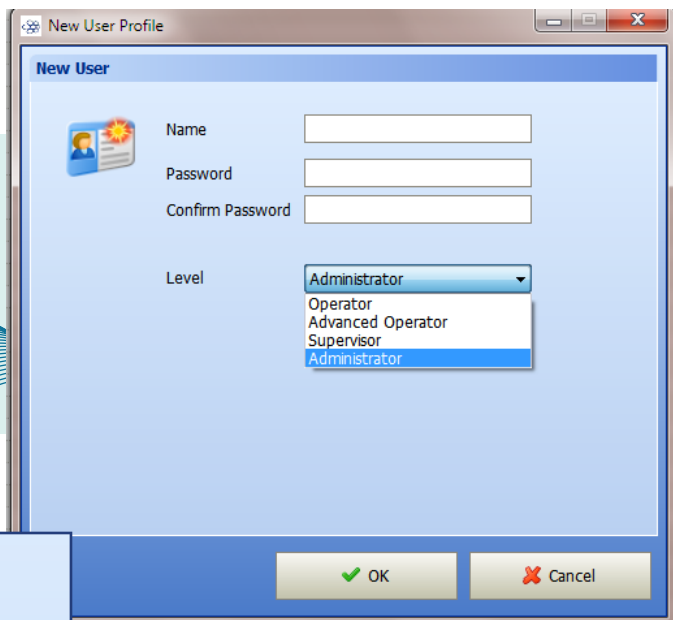 New User Profile
New User
Name
Password
Confirm Password
Level
Administrator
Operator
Advanced Operator
Supervisor
Administrator
OK
Cancel